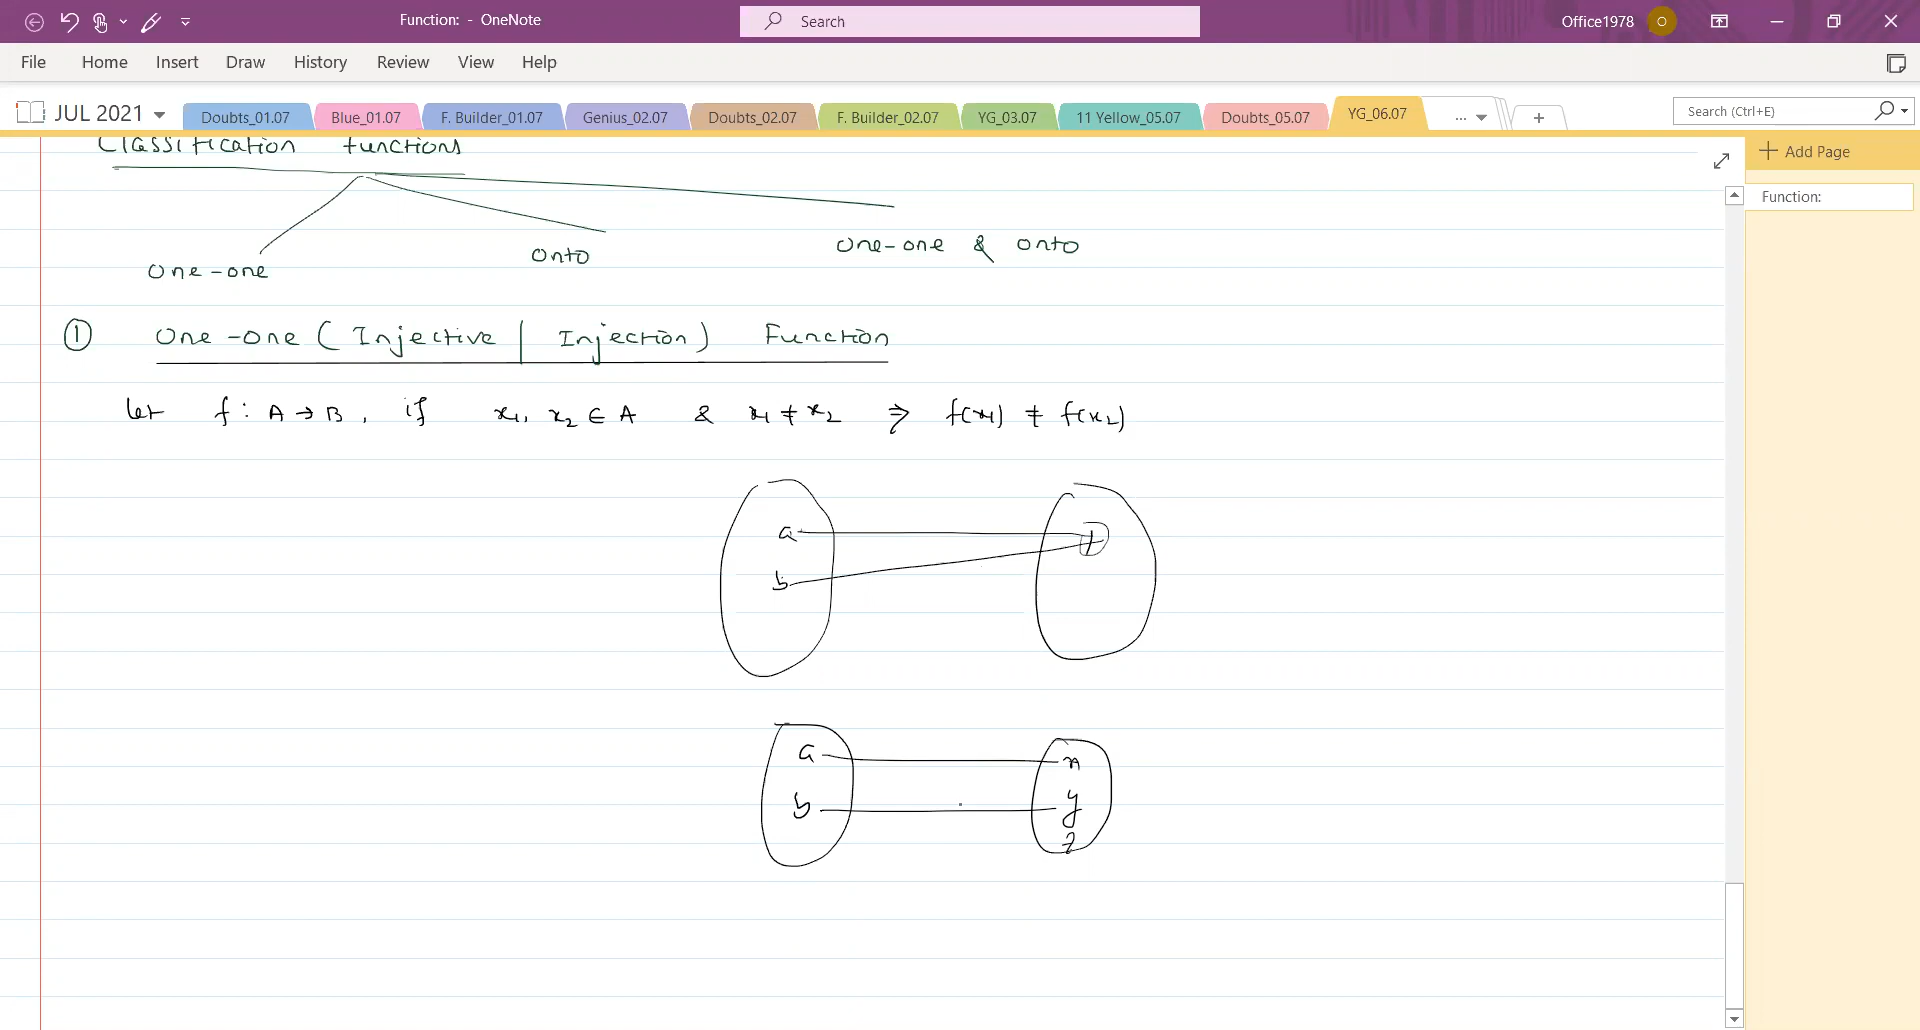 Function: - OneNote
Search
Office1978
O
File Home Insert Draw History Review View Help
JUL 2021
Doubts_01.07 Blue_01.07 F. Builder_01.07 Genius_02.07 Doubts_02.07 F. Builder_02.07 YG_03.07 11 Yellow_05.07 Doubts_05.07 YG_06.07 ... +
Search (Ctrl+E)
+ Add Page
Function:
Classification functions
One-one
Onto
One-one & onto
① One-one (Injective | Injection) Function
let f : A → B , if x1, x2 ∈ A & x1 ≠ x2 ⇒ f(x1) ≠ f(x2)
a 1
b
a x
b y
z